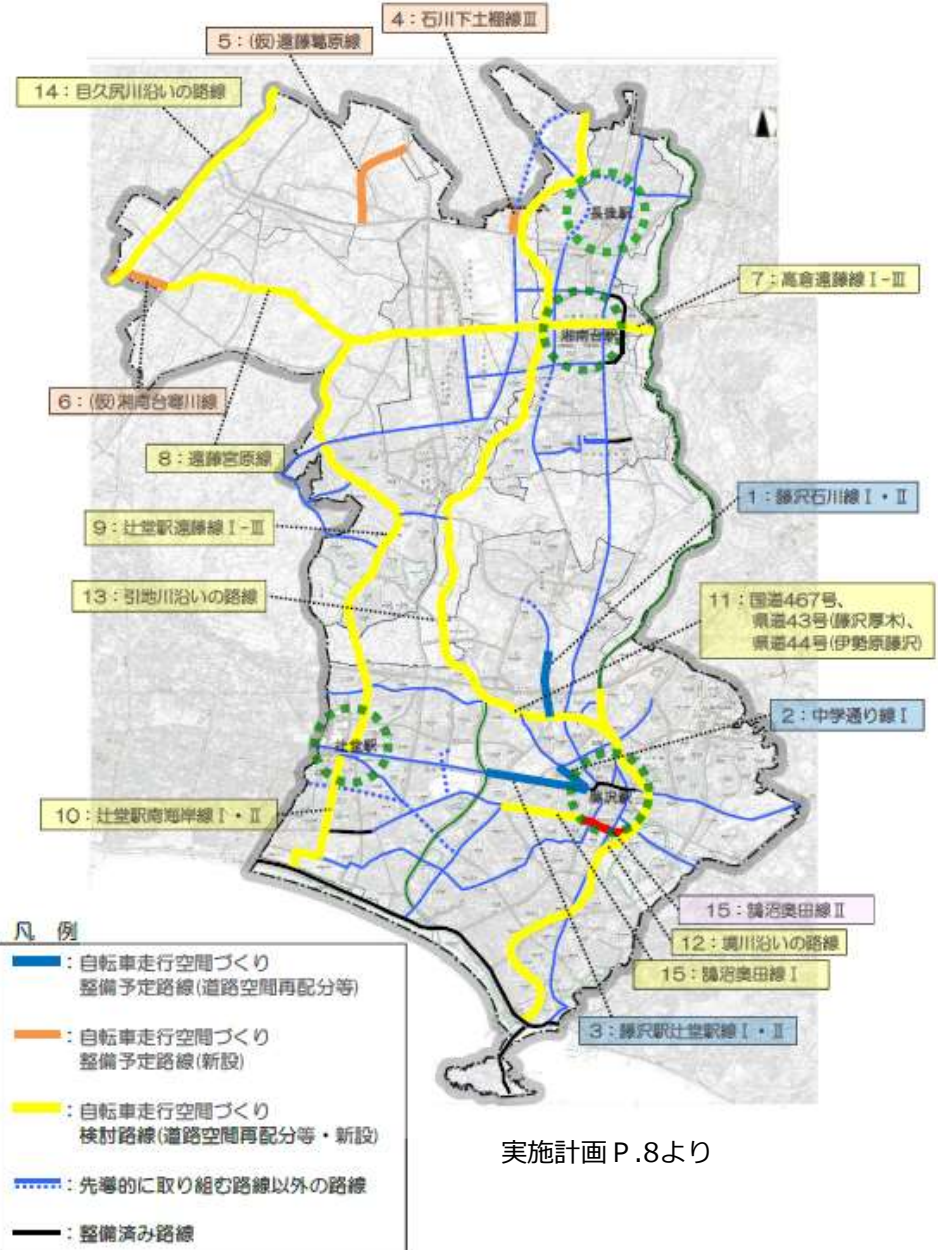 4：石川下土棚線Ⅲ
5：(仮)遠藤葛原線
14：目久尻川沿いの路線
長後駅
7：高倉遠藤線Ⅰ-Ⅲ
湘南台駅
6：(仮)湘南台寒川線
8：遠藤宮原線
1：藤沢石川線Ⅰ・Ⅱ
9：辻堂駅遠藤線Ⅰ-Ⅲ
13：引地川沿いの路線
11：国道467号、
県道43号(藤沢厚木)、
県道44号(伊勢原藤沢)
2：中学通り線Ⅰ
辻堂駅
藤沢駅
10：辻堂駅南海岸線Ⅰ・Ⅱ
15：鵠沼奥田線Ⅱ
12：境川沿いの路線
15：鵠沼奥田線Ⅰ
3：藤沢駅辻堂駅線Ⅰ・Ⅱ
凡 例
：自転車走行空間づくり
整備予定路線(道路空間再配分等)
：自転車走行空間づくり
整備予定路線(新設)
：自転車走行空間づくり
検討路線(道路空間再配分等・新設)
：先導的に取り組む路線以外の路線
：整備済み路線
実施計画Ｐ.8より